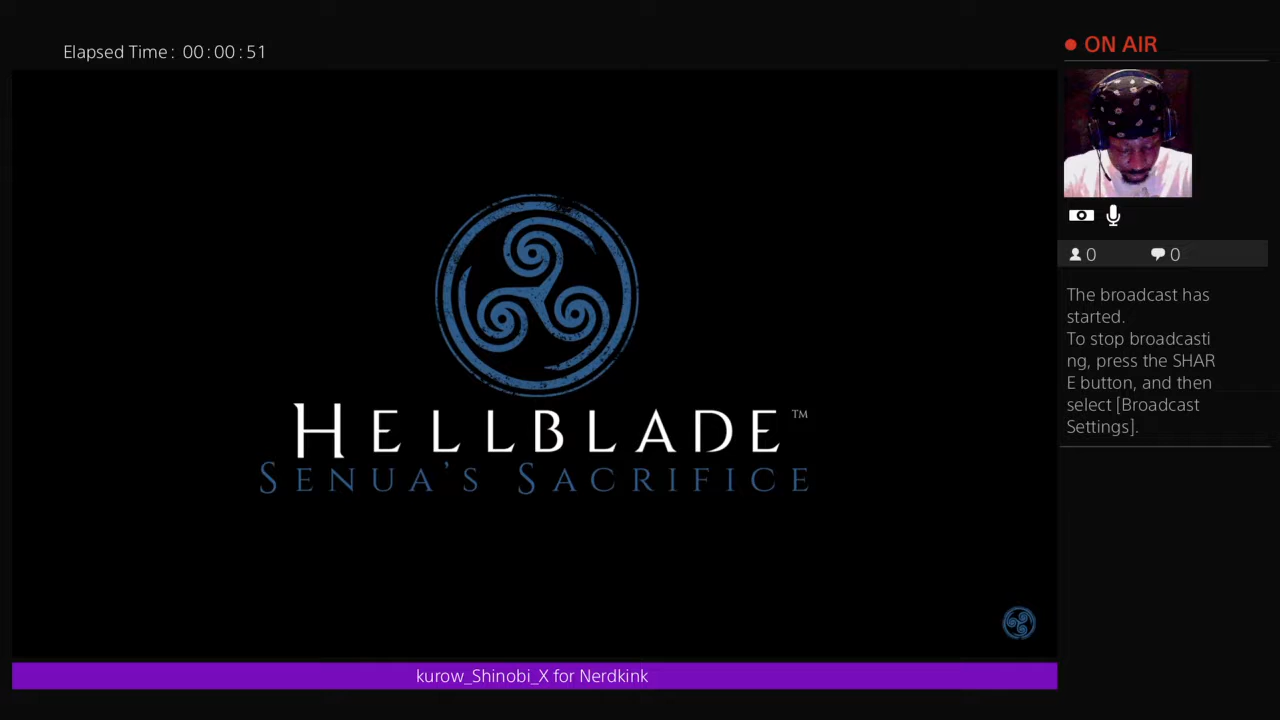 Elapsed Time: 00:00:51
ON AIR
0 0
The broadcast has
started.
To stop broadcasti
ng, press the SHAR
E button, and then
select [Broadcast
Settings].
HELLBLADE™
SENUA'S SACRIFICE
kurow_Shinobi_X for Nerdkink